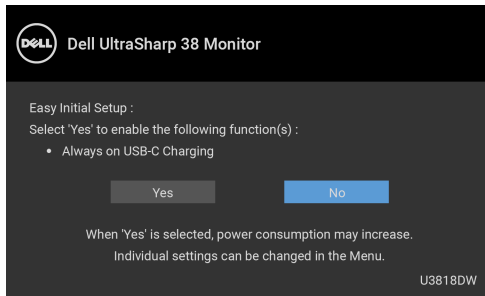 DELL Dell UltraSharp 38 Monitor
Easy Initial Setup :
Select 'Yes' to enable the following function(s) :
• Always on USB-C Charging
Yes No
When 'Yes' is selected, power consumption may increase.
Individual settings can be changed in the Menu.
U3818DW